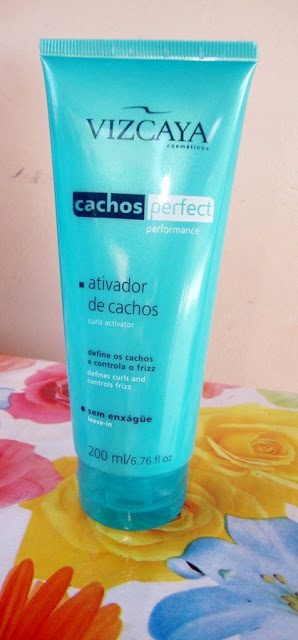 VIZCAYA
cosméticos
cachos perfect
performance
ativador
de cachos
curls activator
define os cachos
e controla o frizz
defines curls and
controls frizz
sem enxágüe
leave-in
200 ml/6.76 fl oz